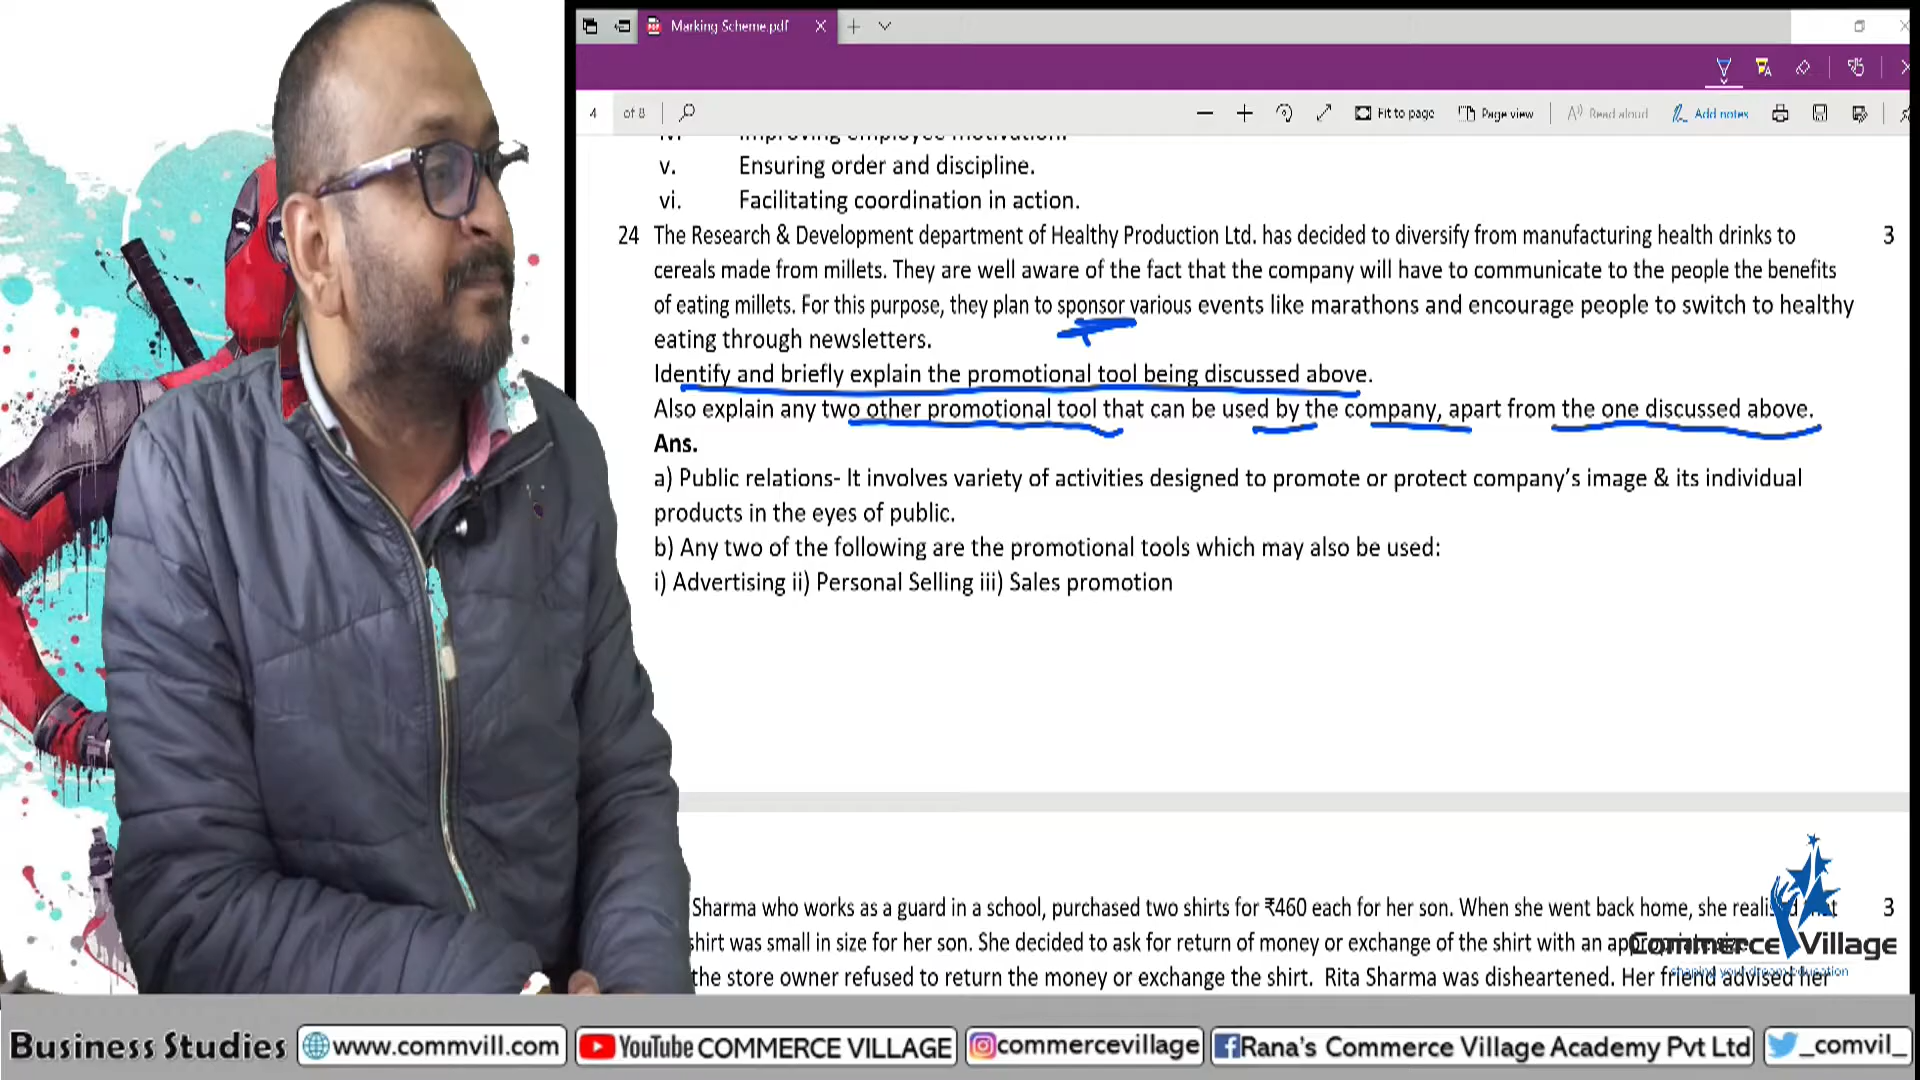 Marking Scheme.pdf
4 of 8 Fit to page Page view Read aloud Add notes
iv. Improving employee motivation.
v. Ensuring order and discipline.
vi. Facilitating coordination in action.
24 The Research & Development department of Healthy Production Ltd. has decided to diversify from manufacturing health drinks to 3
cereals made from millets. They are well aware of the fact that the company will have to communicate to the people the benefits
of eating millets. For this purpose, they plan to sponsor various events like marathons and encourage people to switch to healthy
eating through newsletters.
Identify and briefly explain the promotional tool being discussed above.
Also explain any two other promotional tool that can be used by the company, apart from the one discussed above.
Ans.
a) Public relations- It involves variety of activities designed to promote or protect company's image & its individual
products in the eyes of public.
b) Any two of the following are the promotional tools which may also be used:
i) Advertising ii) Personal Selling iii) Sales promotion
Sharma who works as a guard in a school, purchased two shirts for ₹460 each for her son. When she went back home, she 3
shirt was small in size for her son. She decided to ask for return of money or exchange of the shirt with an
the store owner refused to return the money or exchange the shirt. Rita Sharma was disheartened. Her friend advised her
Commerce Village
shaping your dream education
Business Studies www.commvill.com YouTube COMMERCE VILLAGE commercevillage Rana's Commerce Village Academy Pvt Ltd _comvil_